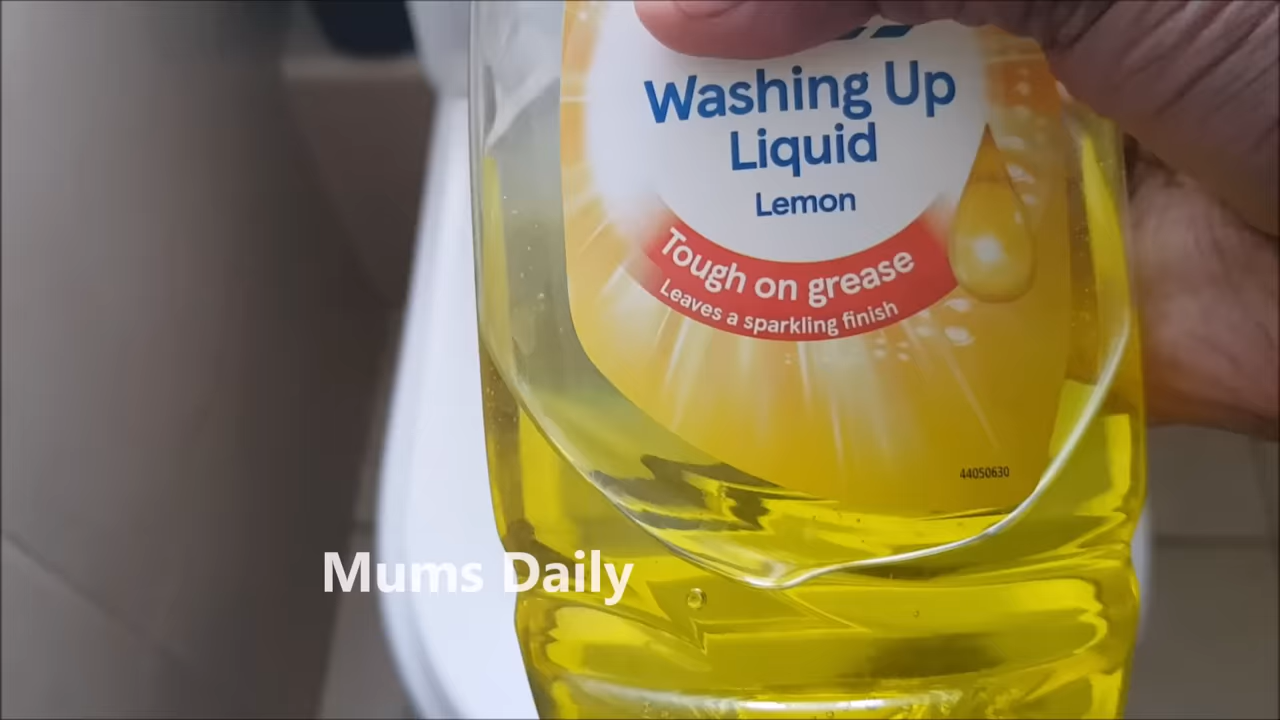 Washing Up
Liquid
Lemon
Tough on grease
Leaves a sparkling finish
44050630
Mums Daily